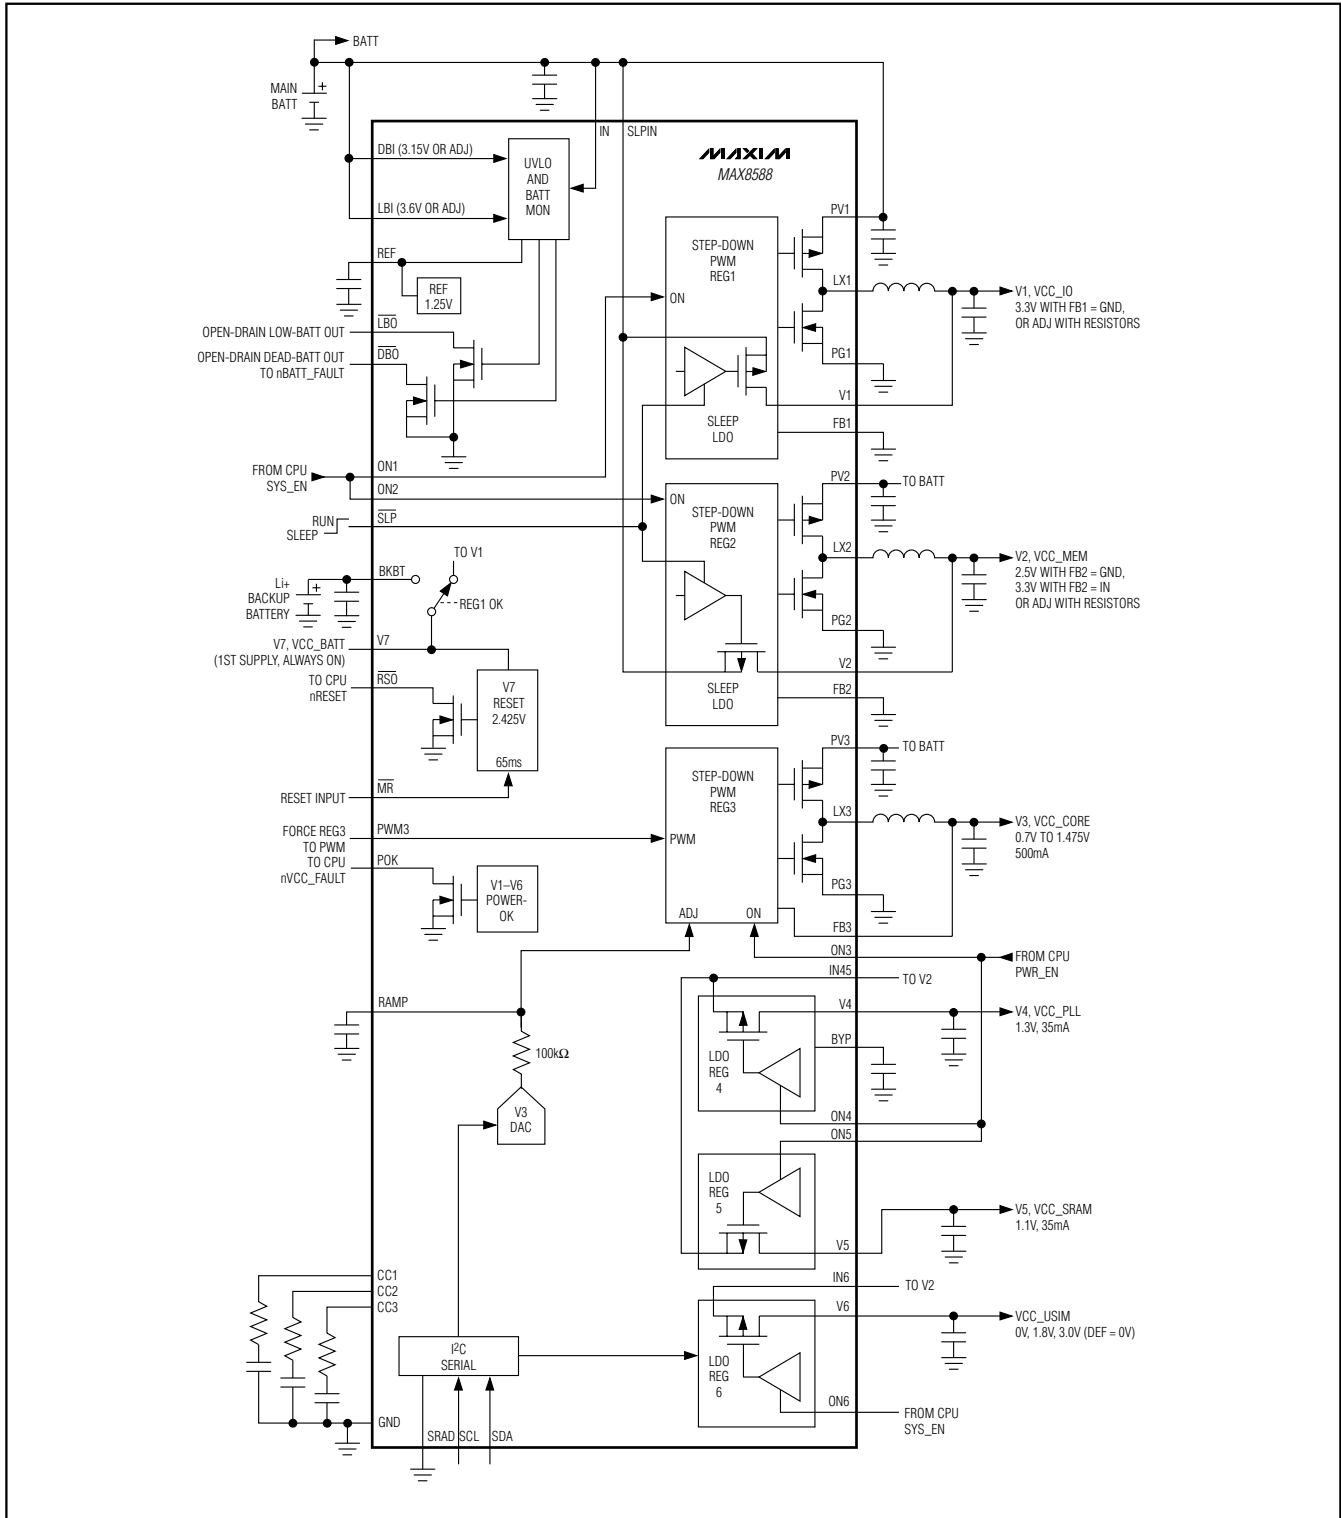 BATT
MAIN
BATT
+
IN
SLPIN
DBI (3.15V OR ADJ)
LBI (3.6V OR ADJ)
UVLO
AND
BATT
MON
MAXIM
MAX8588
REF
REF
1.25V
LBO
OPEN-DRAIN LOW-BATT OUT
DBO
OPEN-DRAIN DEAD-BATT OUT
TO nBATT_FAULT
STEP-DOWN
PWM
REG1
ON
SLEEP
LDO
PV1
LX1
PG1
V1
FB1
V1, VCC_IO
3.3V WITH FB1 = GND,
OR ADJ WITH RESISTORS
FROM CPU
SYS_EN
ON1
ON2
RUN
SLEEP
SLP
ON
STEP-DOWN
PWM
REG2
SLEEP
LDO
PV2
TO BATT
LX2
PG2
V2
FB2
V2, VCC_MEM
2.5V WITH FB2 = GND,
3.3V WITH FB2 = IN
OR ADJ WITH RESISTORS
TO V1
BKBT
REG1 OK
Li+
BACKUP
BATTERY
+
V7, VCC_BATT
(1ST SUPPLY, ALWAYS ON)
V7
TO CPU
nRESET
RSO
V7
RESET
2.425V
65ms
RESET INPUT
MR
FORCE REG3
TO PWM
PWM3
TO CPU
nVCC_FAULT
POK
V1–V6
POWER-
OK
STEP-DOWN
PWM
REG3
PWM
ADJ
ON
PV3
TO BATT
LX3
PG3
FB3
V3, VCC_CORE
0.7V TO 1.475V
500mA
ON3
FROM CPU
PWR_EN
IN45
TO V2
RAMP
100kΩ
V3
DAC
LDO
REG
4
V4
BYP
ON4
V4, VCC_PLL
1.3V, 35mA
ON5
LDO
REG
5
V5
V5, VCC_SRAM
1.1V, 35mA
IN6
TO V2
V6
LDO
REG
6
ON6
VCC_USIM
0V, 1.8V, 3.0V (DEF = 0V)
FROM CPU
SYS_EN
CC1
CC2
CC3
I²C
SERIAL
GND
SRAD
SCL
SDA